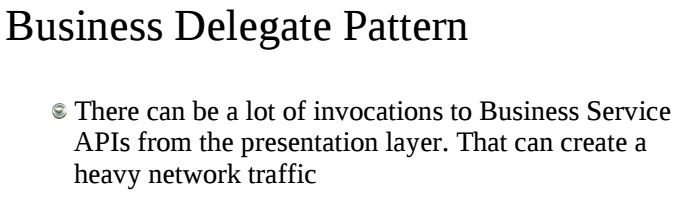 Business Delegate Pattern
There can be a lot of invocations to Business Service
APIs from the presentation layer. That can create a
heavy network traffic